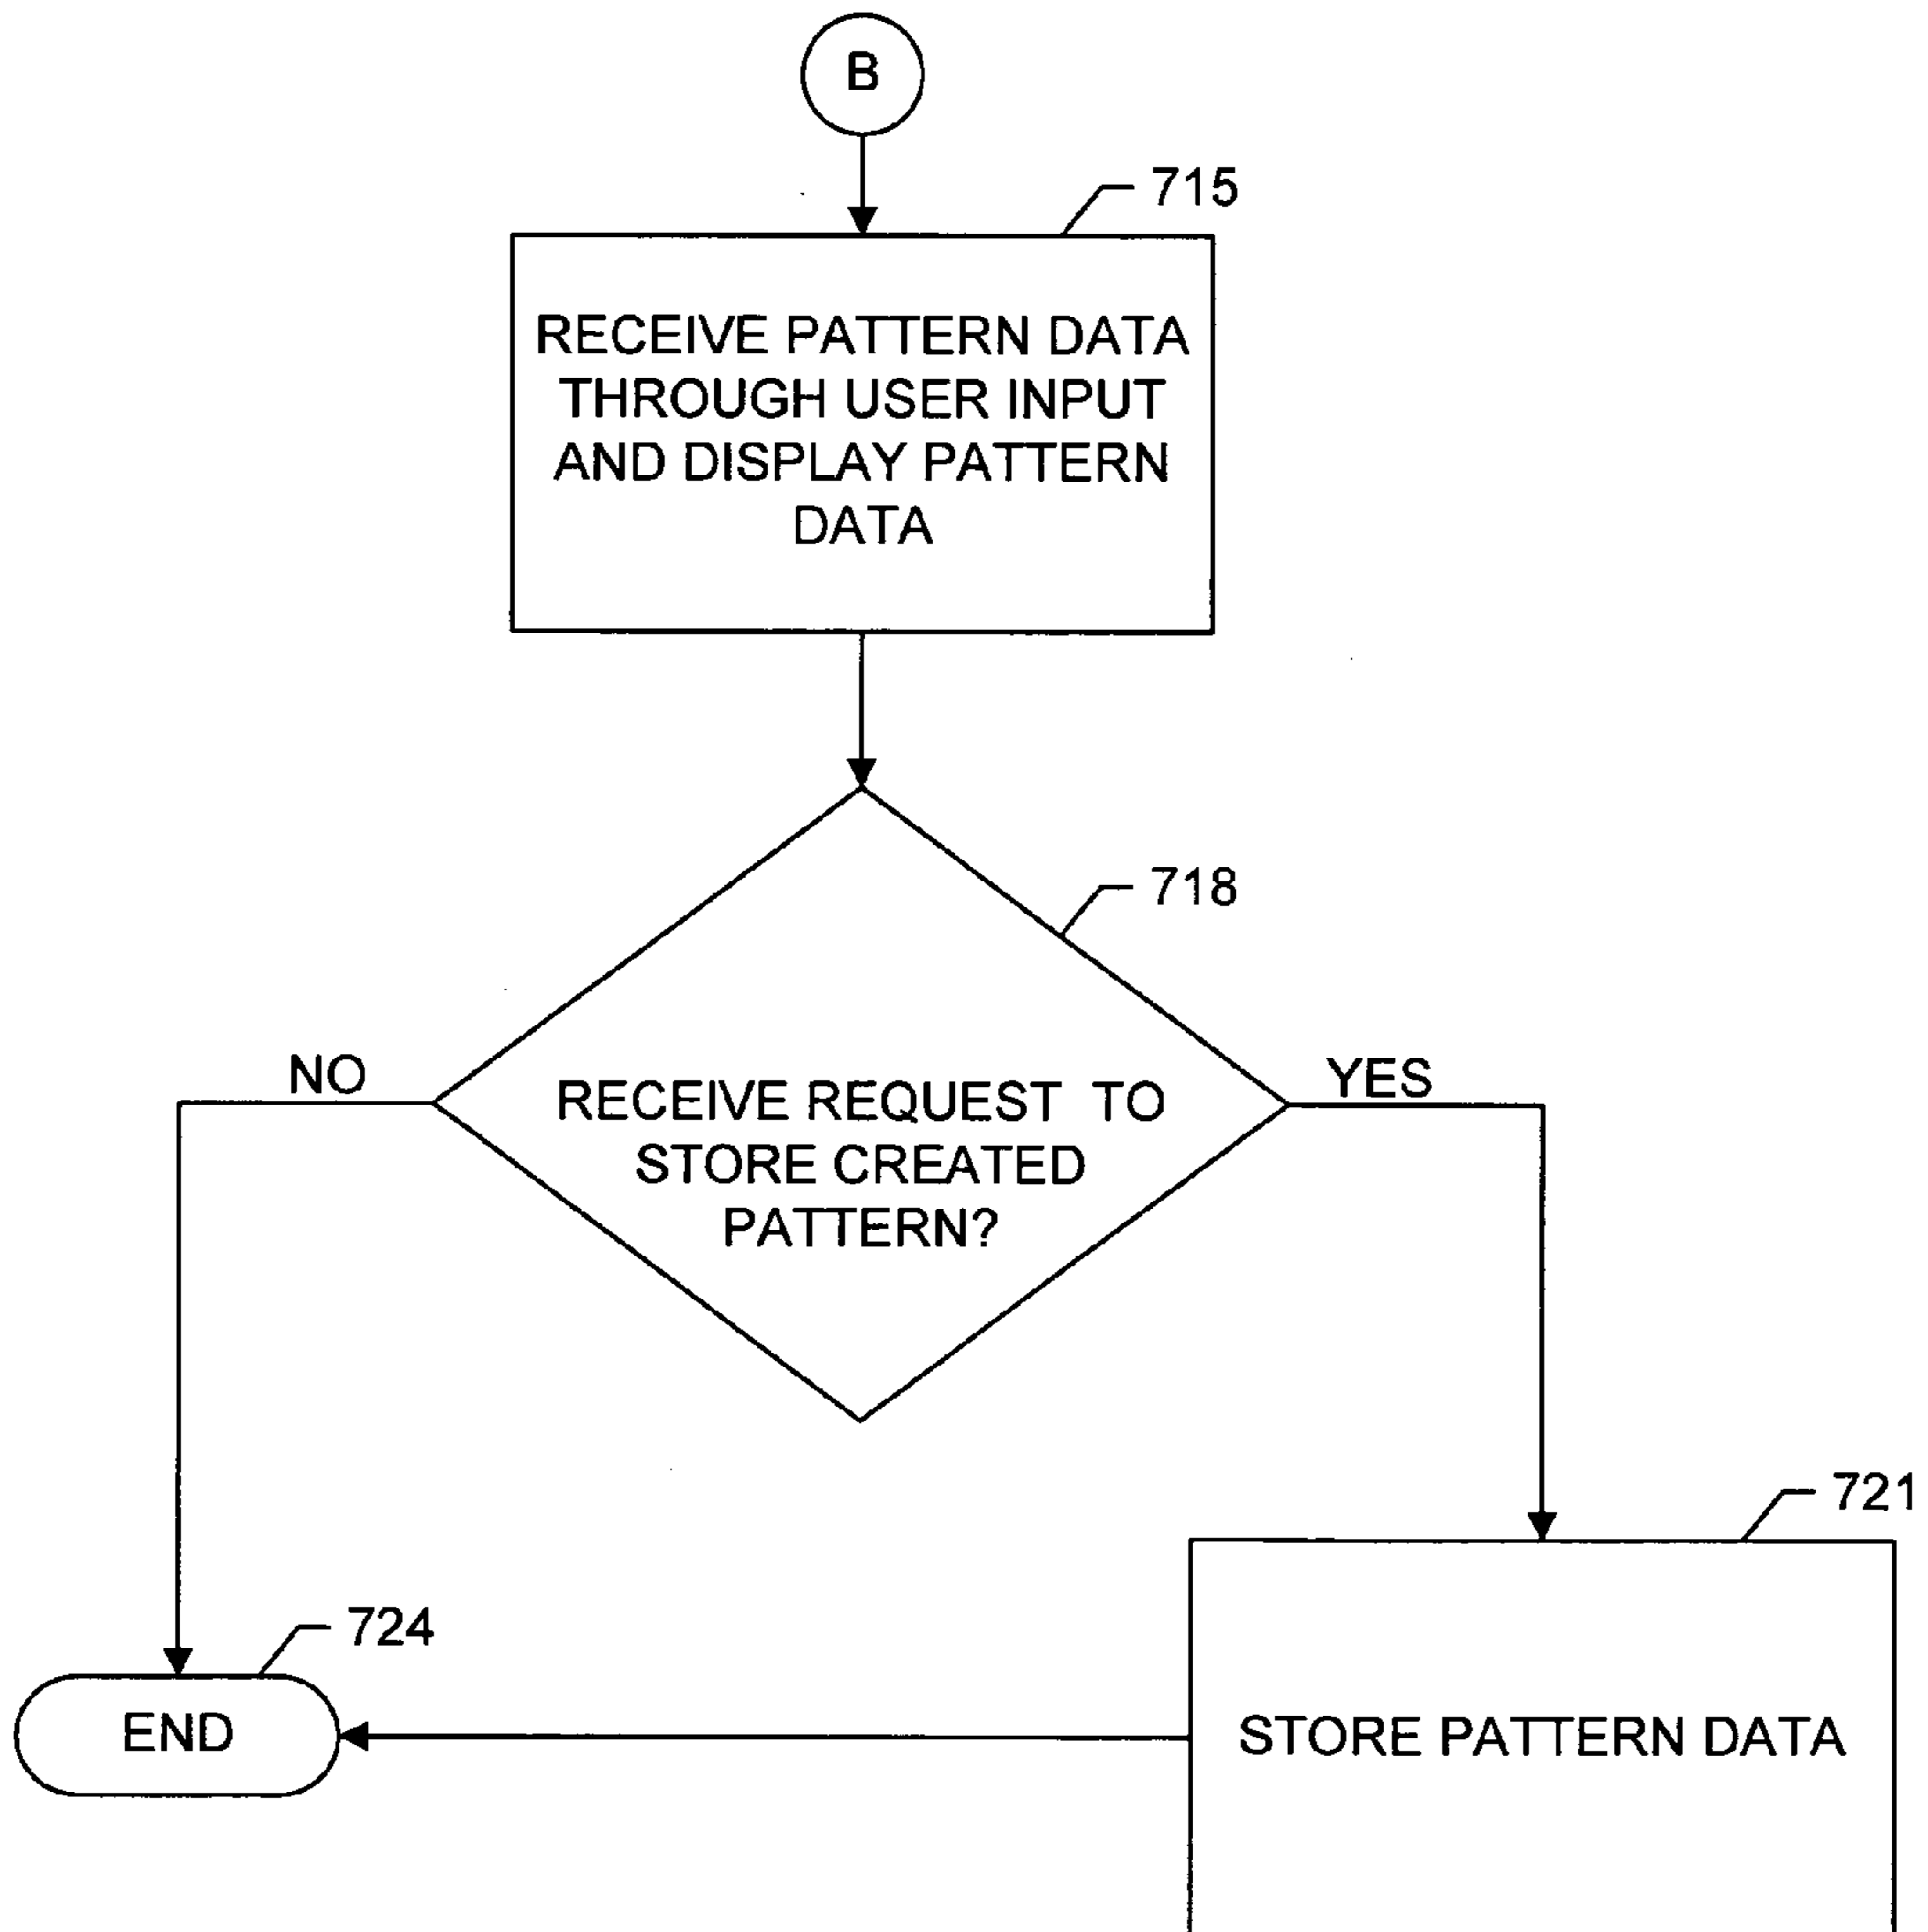 B
715
RECEIVE PATTERN DATA
THROUGH USER INPUT
AND DISPLAY PATTERN
DATA
718
NO
YES
RECEIVE REQUEST TO
STORE CREATED
PATTERN?
721
724
END
STORE PATTERN DATA